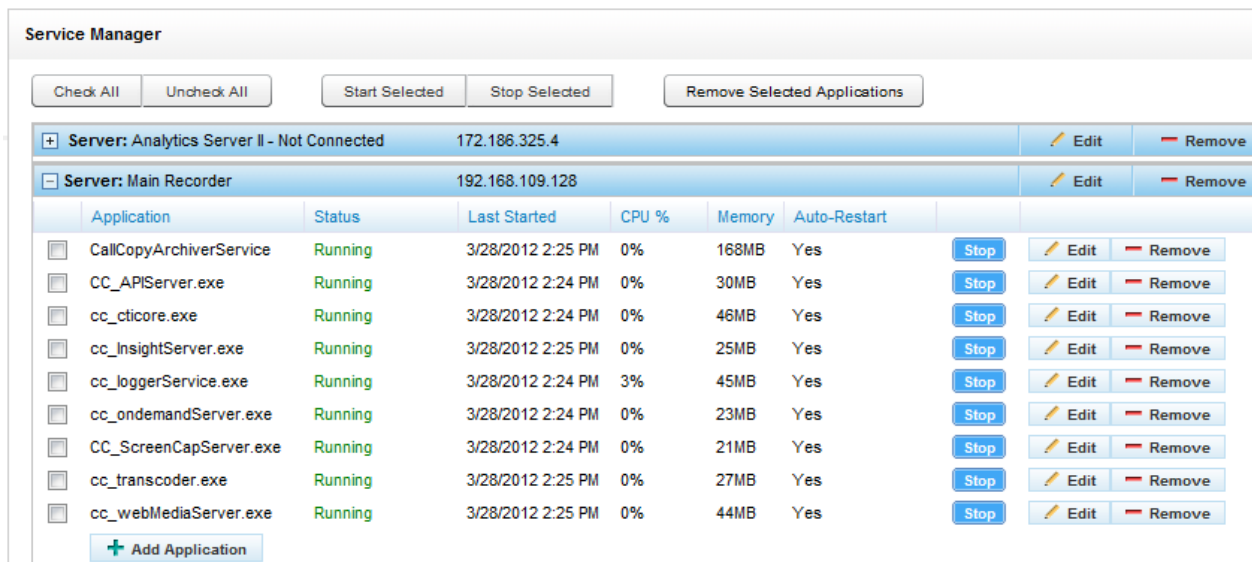 Service Manager
Check All Uncheck All Start Selected Stop Selected Remove Selected Applications
Server: Analytics Server II - Not Connected 172.186.325.4 Edit Remove
Server: Main Recorder 192.168.109.128 Edit Remove
Application Status Last Started CPU % Memory Auto-Restart
CallCopyArchiverService Running 3/28/2012 2:25 PM 0% 168MB Yes Stop Edit Remove
CC_APIServer.exe Running 3/28/2012 2:24 PM 0% 30MB Yes Stop Edit Remove
cc_cticore.exe Running 3/28/2012 2:24 PM 0% 46MB Yes Stop Edit Remove
cc_InsightServer.exe Running 3/28/2012 2:25 PM 0% 25MB Yes Stop Edit Remove
cc_loggerService.exe Running 3/28/2012 2:24 PM 3% 45MB Yes Stop Edit Remove
cc_ondemandServer.exe Running 3/28/2012 2:24 PM 0% 23MB Yes Stop Edit Remove
CC_ScreenCapServer.exe Running 3/28/2012 2:24 PM 0% 21MB Yes Stop Edit Remove
cc_transcoder.exe Running 3/28/2012 2:25 PM 0% 27MB Yes Stop Edit Remove
cc_webMediaServer.exe Running 3/28/2012 2:25 PM 0% 44MB Yes Stop Edit Remove
Add Application